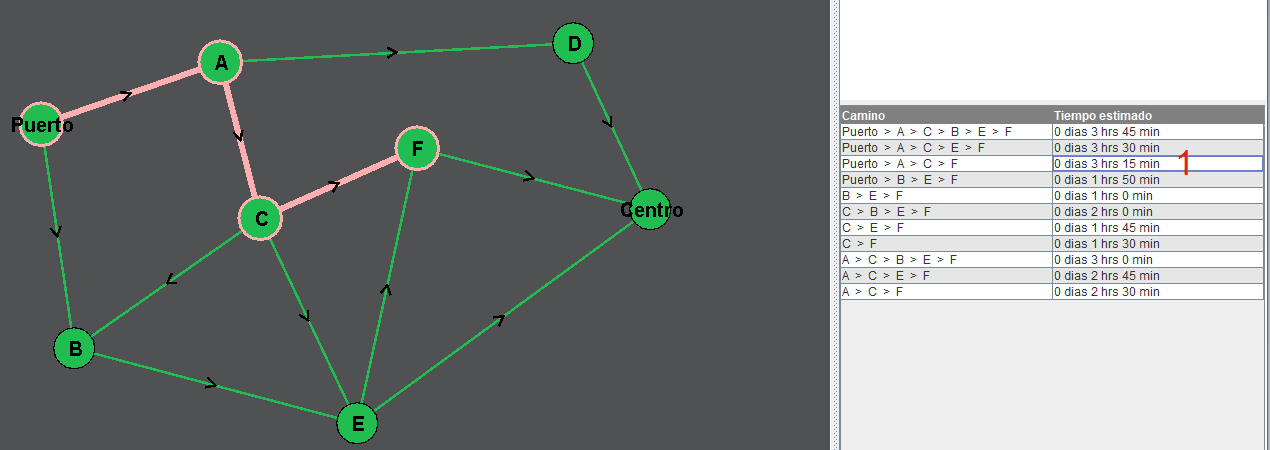 D
A
Puerto
F
C
Centro
B
E
Camino Tiempo estimado
Puerto > A > C > B > E > F 0 dias 3 hrs 45 min
Puerto > A > C > E > F 0 dias 3 hrs 30 min
Puerto > A > C > F 0 dias 3 hrs 15 min 1
Puerto > B > E > F 0 dias 1 hrs 50 min
B > E > F 0 dias 1 hrs 0 min
C > B > E > F 0 dias 2 hrs 0 min
C > E > F 0 dias 1 hrs 45 min
C > F 0 dias 1 hrs 30 min
A > C > B > E > F 0 dias 3 hrs 0 min
A > C > E > F 0 dias 2 hrs 45 min
A > C > F 0 dias 2 hrs 30 min